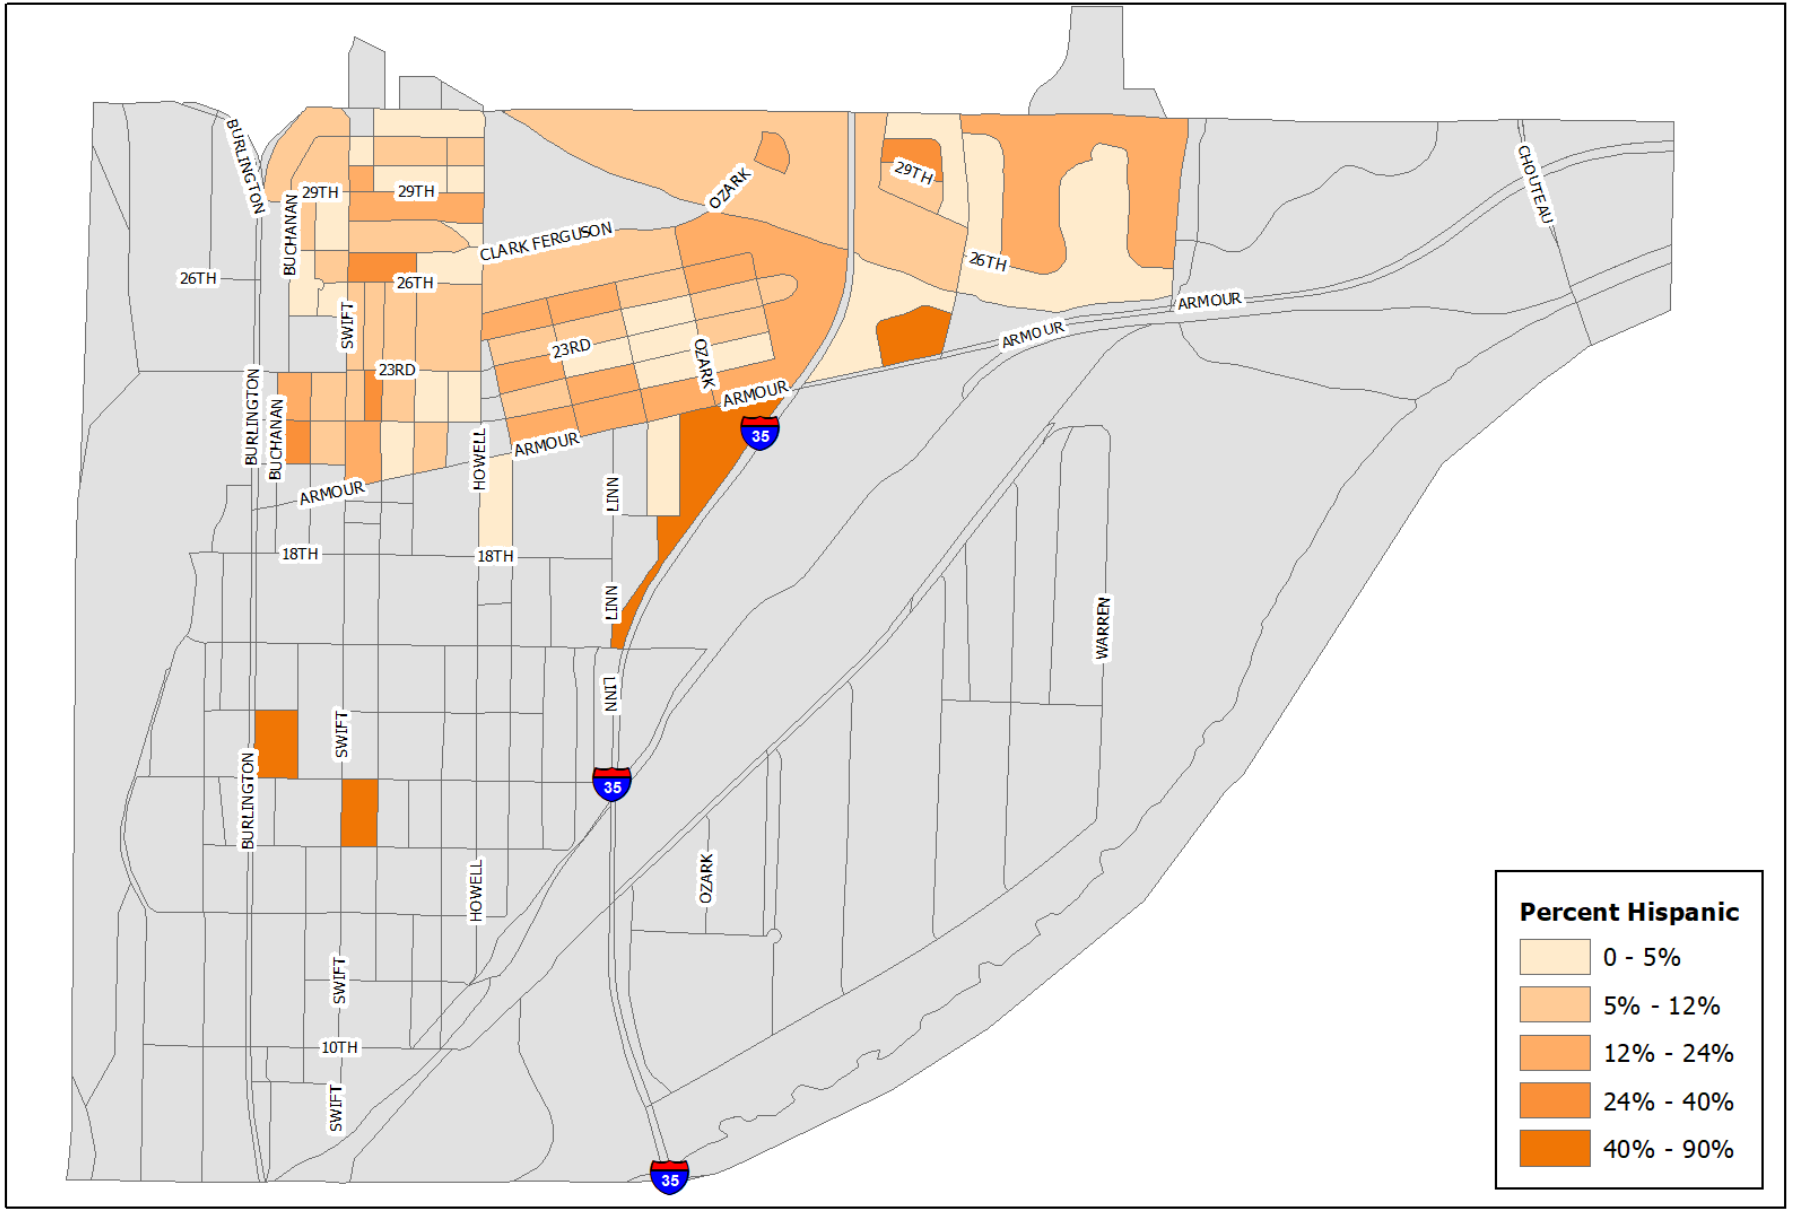 BURLINGTON
CHOUTEAU
29TH
29TH
29TH
OZARK
BUCHANAN
CLARK FERGUSON
26TH
26TH
26TH
ARMOUR
SWIFT
ARMOUR
23RD
OZARK
23RD
ARMOUR
BURLINGTON
BUCHANAN
35
HOWELL
ARMOUR
ARMOUR
LINN
18TH
18TH
LINN
WARREN
LINN
SWIFT
BURLINGTON
35
OZARK
HOWELL
SWIFT
10TH
SWIFT
35
Percent Hispanic
0 - 5%
5% - 12%
12% - 24%
24% - 40%
40% - 90%